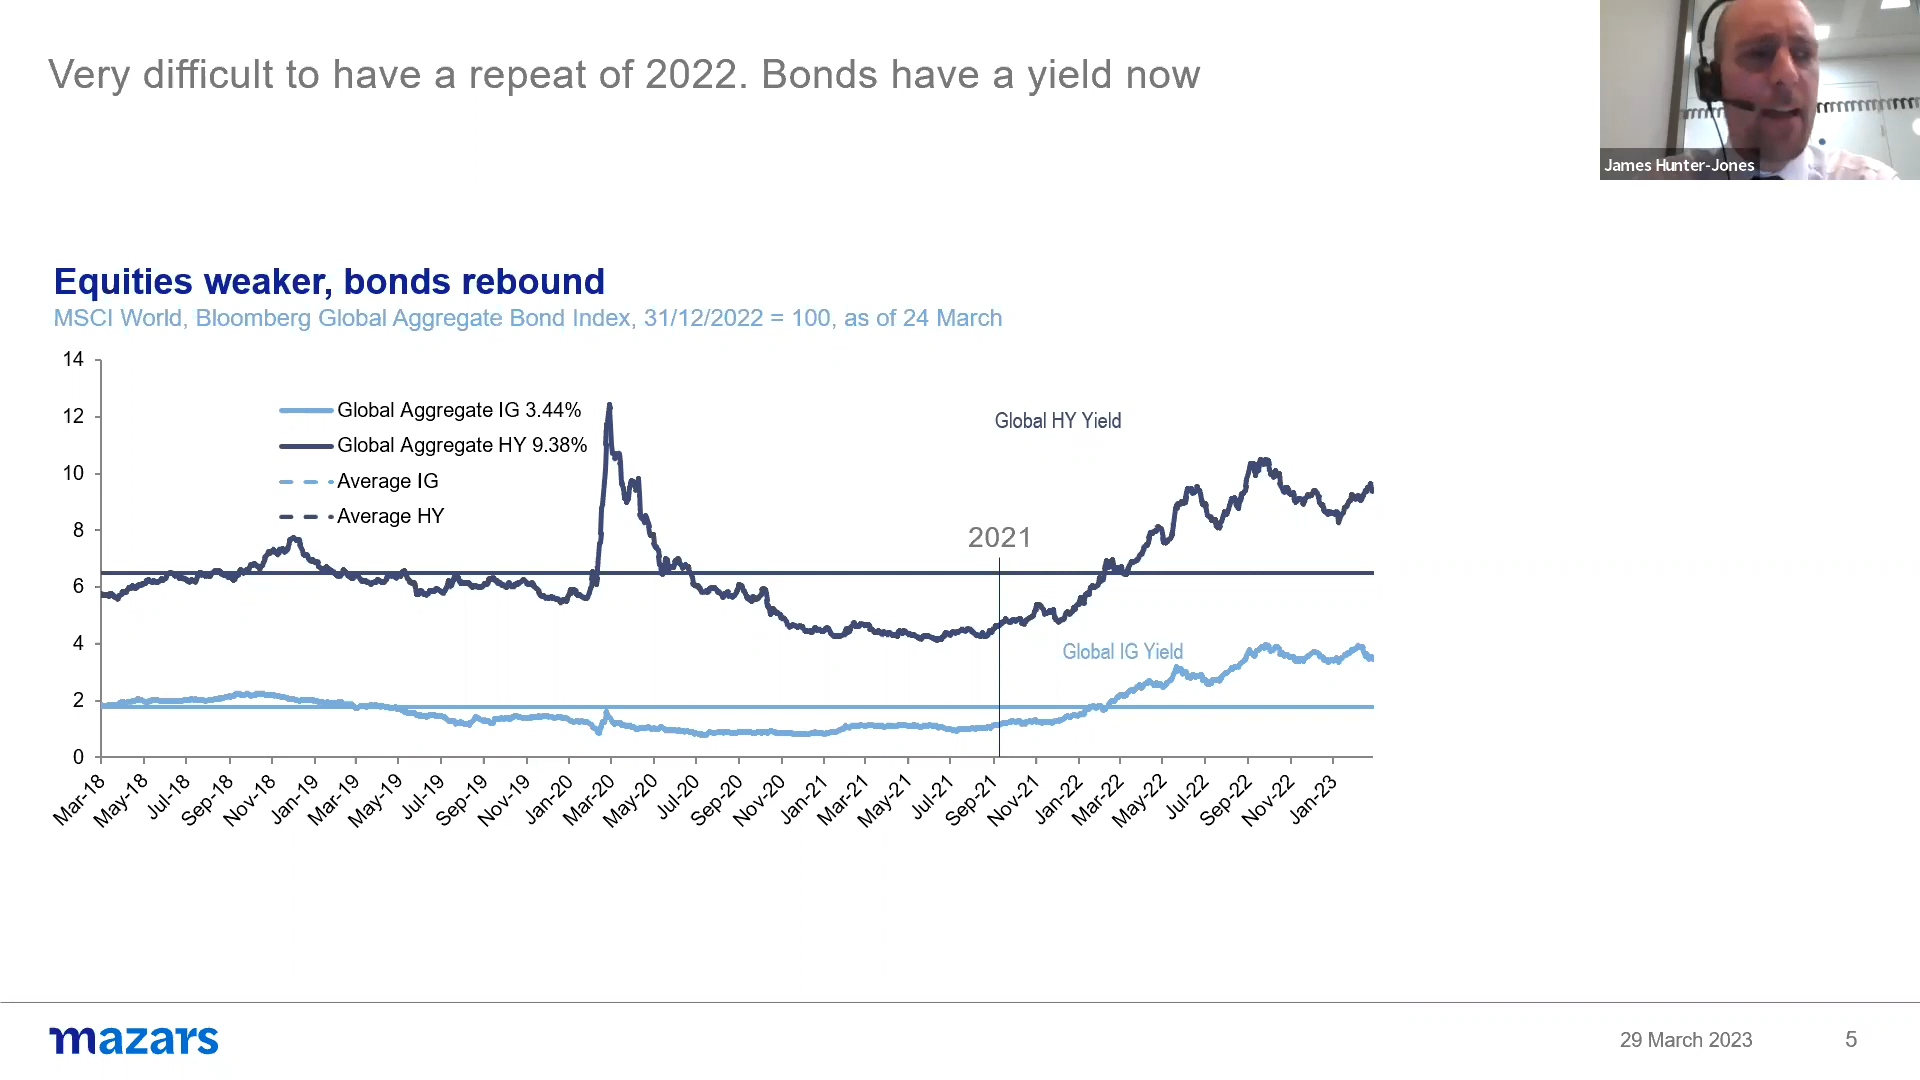 Very difficult to have a repeat of 2022. Bonds have a yield now
James Hunter-Jones
Equities weaker, bonds rebound
MSCI World, Bloomberg Global Aggregate Bond Index, 31/12/2022 = 100, as of 24 March
14
12
10
8
6
4
2
0
Global Aggregate IG 3.44%
Global Aggregate HY 9.38%
Average IG
Average HY
Global HY Yield
2021
Global IG Yield
Mar-18
May-18
Jul-18
Sep-18
Nov-18
Jan-19
Mar-19
May-19
Jul-19
Sep-19
Nov-19
Jan-20
Mar-20
May-20
Jul-20
Sep-20
Nov-20
Jan-21
Mar-21
May-21
Jul-21
Sep-21
Nov-21
Jan-22
Mar-22
May-22
Jul-22
Sep-22
Nov-22
Jan-23
mazars
29 March 2023
5